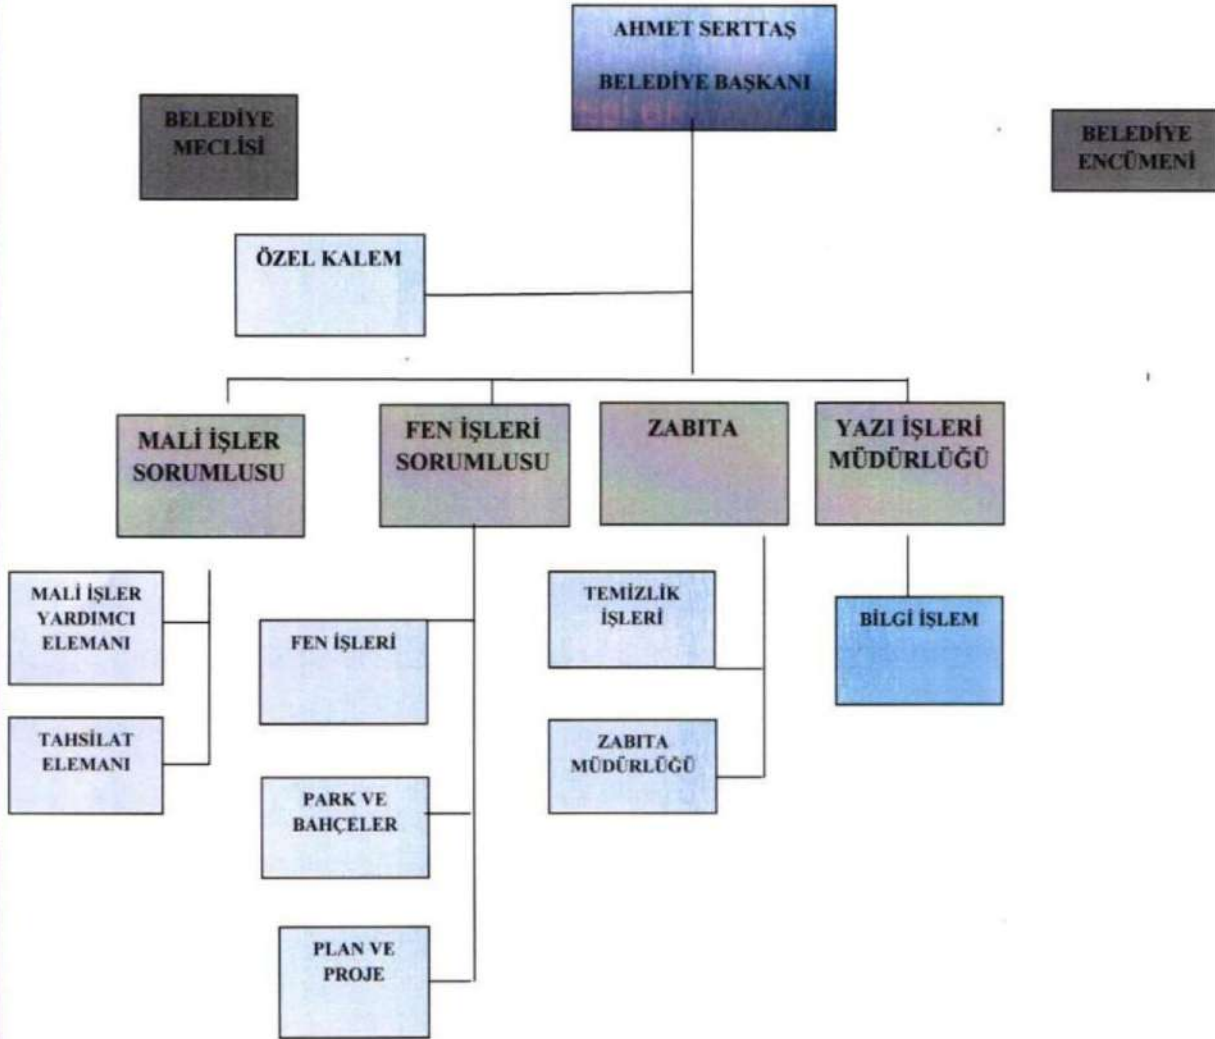 AHMET SERTTAŞ
BELEDİYE BAŞKANI
BELEDİYE
MECLİSİ
BELEDİYE
ENCÜMENİ
ÖZEL KALEM
MALİ İŞLER
SORUMLUSU
FEN İŞLERİ
SORUMLUSU
ZABITA
YAZI İŞLERİ
MÜDÜRLÜĞÜ
MALİ İŞLER
YARDIMCI
ELEMANI
TAHSİLAT
ELEMANI
FEN İŞLERİ
PARK VE
BAHÇELER
PLAN VE
PROJE
TEMİZLİK
İŞLERİ
ZABITA
MÜDÜRLÜĞÜ
BİLGİ İŞLEM